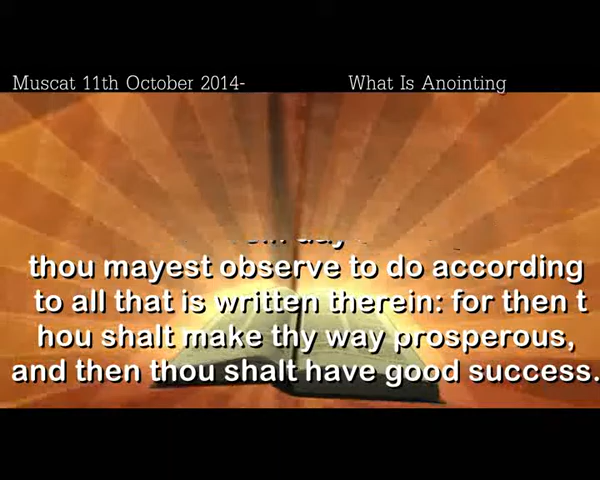 Muscat 11th October 2014-
What Is Anointing
thou mayest observe to do according
to all that is written therein: for then t
hou shalt make thy way prosperous,
and then thou shalt have good success.